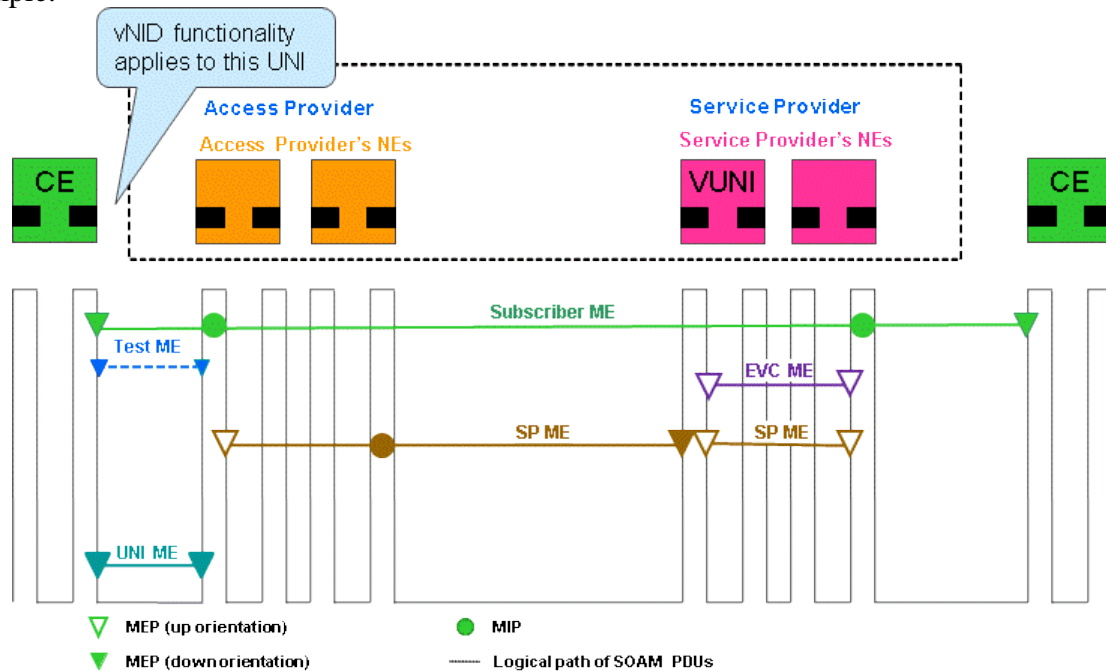 vNID functionality
applies to this UNI
Access Provider
Service Provider
Access Provider's NEs
Service Provider's NEs
CE
VUNI
CE
Subscriber ME
Test ME
EVC ME
SP ME
SP ME
UNI ME
MEP (up orientation)
MIP
MEP (down orientation)
Logical path of SOAM PDUs